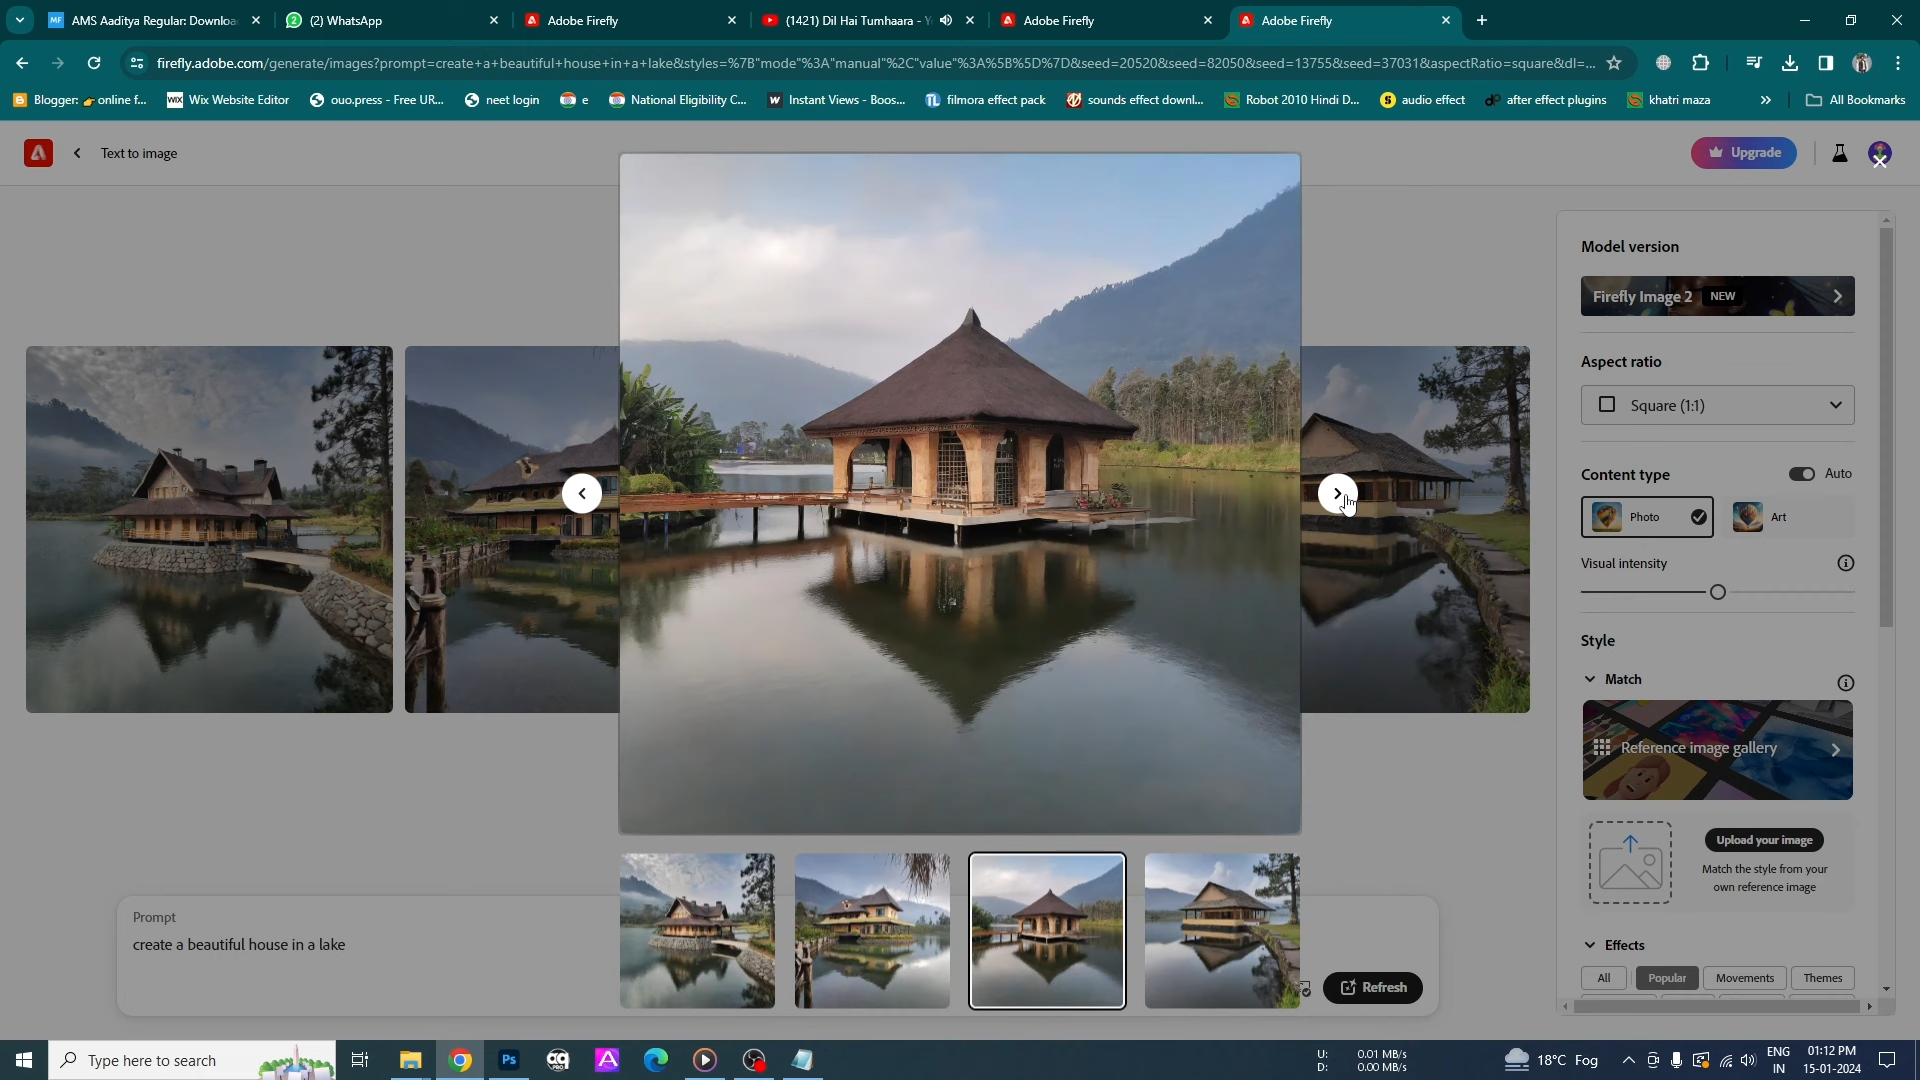 AMS Aaditya Regular: Downloa
(2) WhatsApp
Adobe Firefly
(1421) Dil Hai Tumhaara - Y
Adobe Firefly
Adobe Firefly
firefly.adobe.com/generate/images?prompt=create+a+beautiful+house+in+a+lake&styles=%7B"mode"%3A"manual"%2C"value"%3A%5B%5D%7D&seed=20520&seed=82050&seed=13755&seed=37031&aspectRatio=square&dl=...
Blogger: 👉online f...
Wix Website Editor
ouo.press - Free UR...
neet login
e
National Eligibility C...
Instant Views - Boos...
filmora effect pack
sounds effect downl...
Robot 2010 Hindi D...
audio effect
after effect plugins
khatri maza
»
All Bookmarks
Text to image
Upgrade
Model version
Firefly Image 2 NEW
Aspect ratio
Square (1:1)
Content type
Auto
Photo
Art
Visual intensity
Style
Match
Reference image gallery
Upload your image
Match the style from your
own reference image
Effects
All
Popular
Movements
Themes
Prompt
create a beautiful house in a lake
Refresh
Type here to search
Ps
U: 0.01 MB/s
D: 0.00 MB/s
18°C Fog
ENG
IN
01:12 PM
15-01-2024